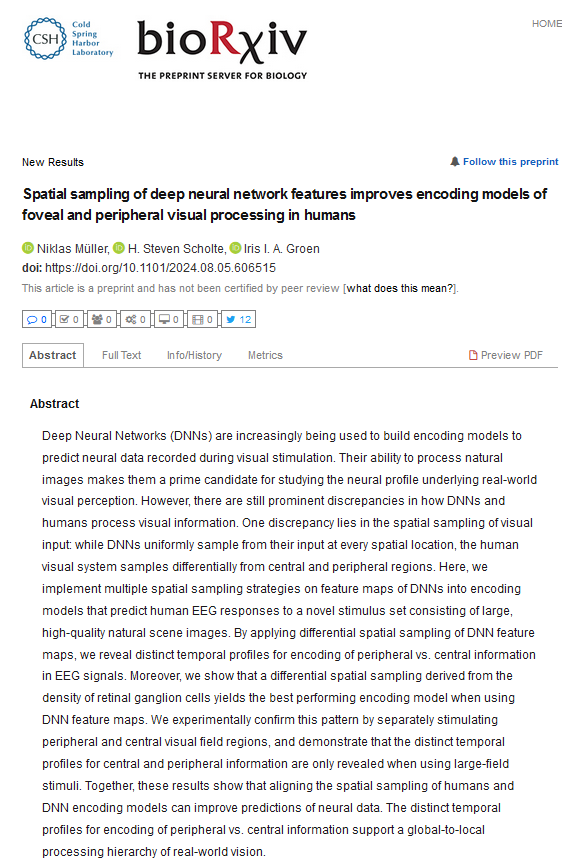 CSH
Cold
Spring
Harbor
Laboratory
bioRχiv
THE PREPRINT SERVER FOR BIOLOGY
HOME
New Results
Follow this preprint
Spatial sampling of deep neural network features improves encoding models of
foveal and peripheral visual processing in humans
iD Niklas Müller, iD H. Steven Scholte, iD Iris I. A. Groen
doi: https://doi.org/10.1101/2024.08.05.606515
This article is a preprint and has not been certified by peer review [what does this mean?].
0 0 0 0 0 0 12
Abstract Full Text Info/History Metrics Preview PDF
Abstract
Deep Neural Networks (DNNs) are increasingly being used to build encoding models to
predict neural data recorded during visual stimulation. Their ability to process natural
images makes them a prime candidate for studying the neural profile underlying real-world
visual perception. However, there are still prominent discrepancies in how DNNs and
humans process visual information. One discrepancy lies in the spatial sampling of visual
input: while DNNs uniformly sample from their input at every spatial location, the human
visual system samples differentially from central and peripheral regions. Here, we
implement multiple spatial sampling strategies on feature maps of DNNs into encoding
models that predict human EEG responses to a novel stimulus set consisting of large,
high-quality natural scene images. By applying differential spatial sampling of DNN feature
maps, we reveal distinct temporal profiles for encoding of peripheral vs. central information
in EEG signals. Moreover, we show that a differential spatial sampling derived from the
density of retinal ganglion cells yields the best performing encoding model when using
DNN feature maps. We experimentally confirm this pattern by separately stimulating
peripheral and central visual field regions, and demonstrate that the distinct temporal
profiles for central and peripheral information are only revealed when using large-field
stimuli. Together, these results show that aligning the spatial sampling of humans and
DNN encoding models can improve predictions of neural data. The distinct temporal
profiles for encoding of peripheral vs. central information support a global-to-local
processing hierarchy of real-world vision.